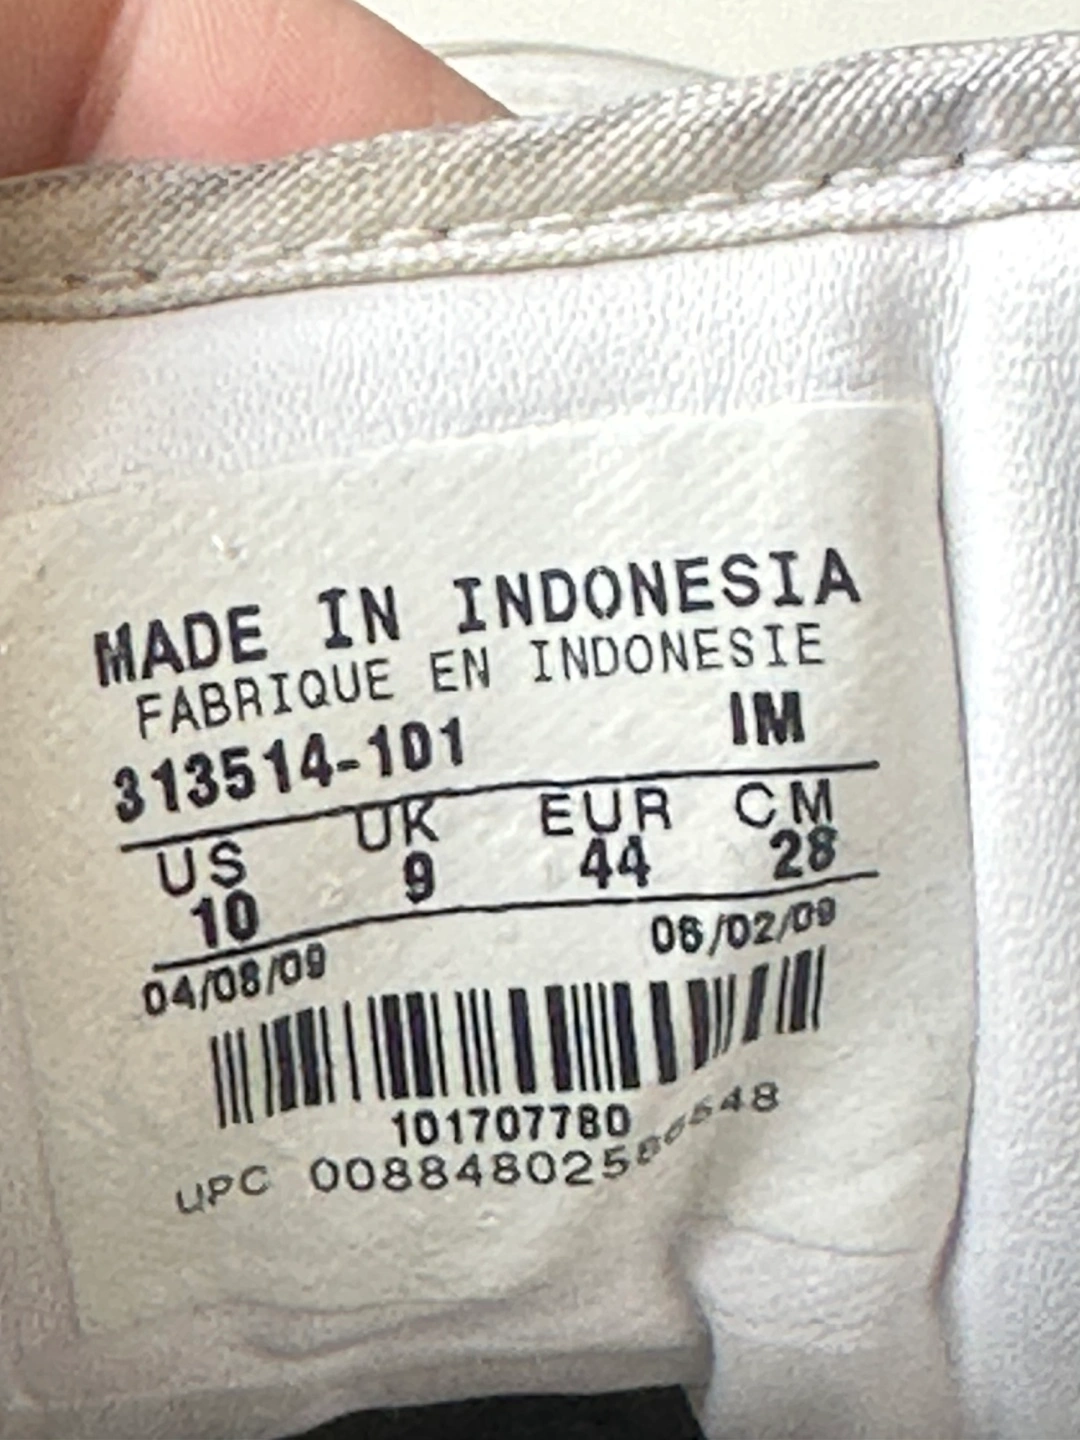 MADE IN INDONESIA
FABRIQUE EN INDONESIE
313514-101 IM
US UK EUR CM
10 9 44 28
04/08/09 06/02/09
101707780
UPC